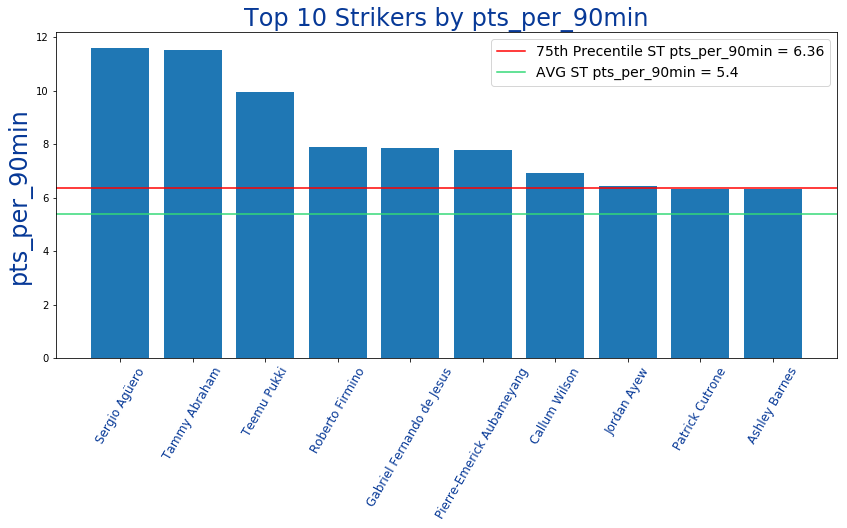 Top 10 Strikers by pts_per_90min
pts_per_90min
12
10
8
6
4
2
0
75th Precentile ST pts_per_90min = 6.36
AVG ST pts_per_90min = 5.4
Sergio Agüero
Tammy Abraham
Teemu Pukki
Roberto Firmino
Gabriel Fernando de Jesus
Pierre-Emerick Aubameyang
Callum Wilson
Jordan Ayew
Patrick Cutrone
Ashley Barnes